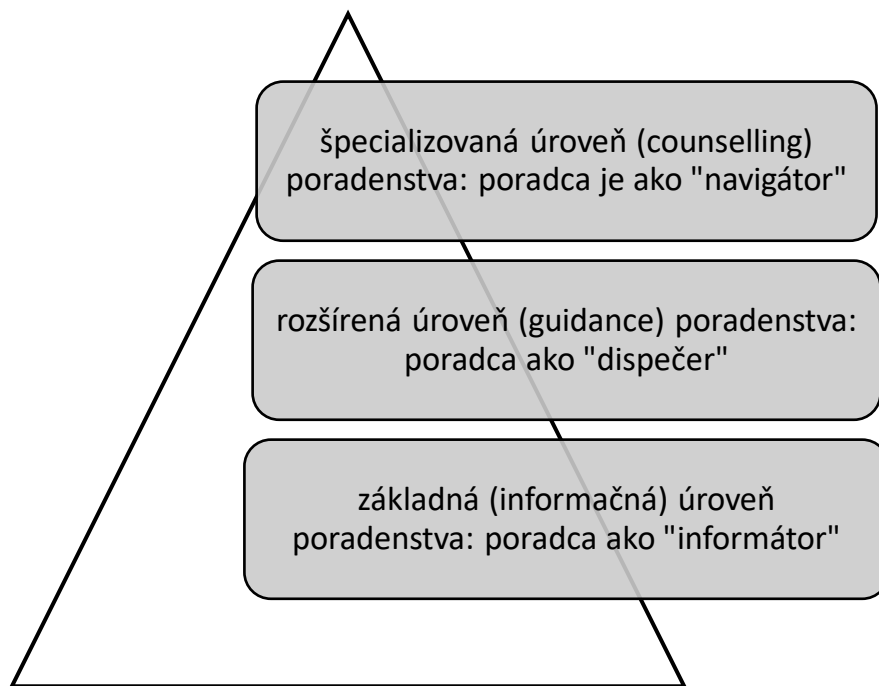 špecializovaná úroveň (counselling)
poradenstva: poradca je ako "navigátor"
rozšírená úroveň (guidance) poradenstva:
poradca ako "dispečer"
základná (informačná) úroveň
poradenstva: poradca ako "informátor"